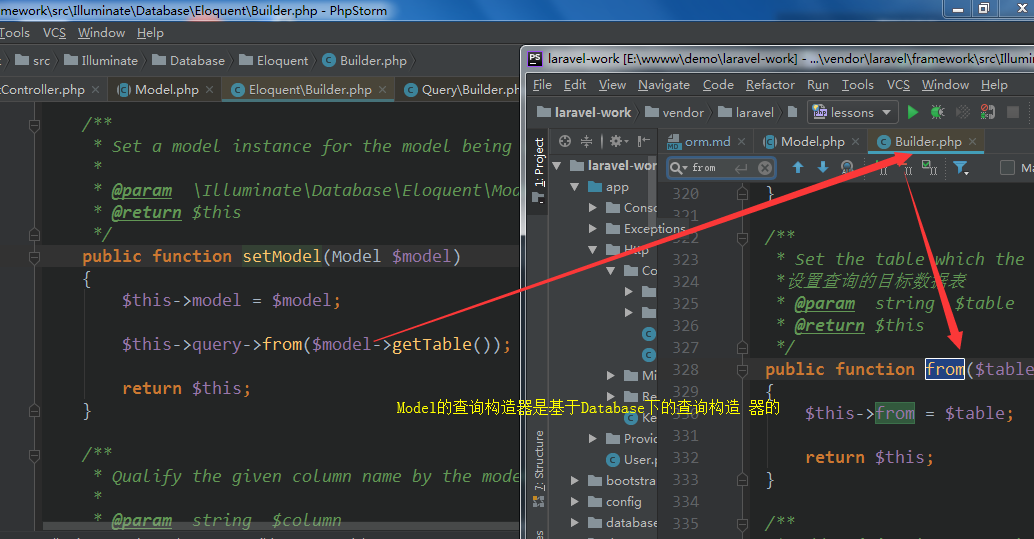 mework\src\Illuminate\Database\Eloquent\Builder.php - PhpStorm
Tools VCS Window Help
src Illuminate Database Eloquent Builder.php
tController.php Model.php Eloquent\Builder.php Query\Builder.php
/**
* Set a model instance for the model being
*
* @param \Illuminate\Database\Eloquent\Mod
* @return $this
*/
public function setModel(Model $model)
{
$this->model = $model;
$this->query->from($model->getTable());
return $this;
}
/**
* Qualify the given column name by the mode
*
* @param string $column
laravel-work [E:\wwww\demo\laravel-work] - ...\vendor\laravel\framework\src\Illumin
File Edit View Navigate Code Refactor Run Tools VCS Window Help
laravel-work vendor laravel lessons
1: Project
7: Structure
laravel-wor
app
Conso
Exceptions
Http
Co
Mi
Re
Ke
Provid
User.p
bootstra
config
database
orm.md Model.php Builder.php
from
320 }
321
322 /**
323 * Set the table which the
324 *设置查询的目标数据表
325 * @param string $table
326 * @return $this
327 */
328 public function from($table
329 {
$this->from = $table;
331
332 return $this;
333 }
334
335 /**
Model的查询构造器是基于Database下的查询构造 器的